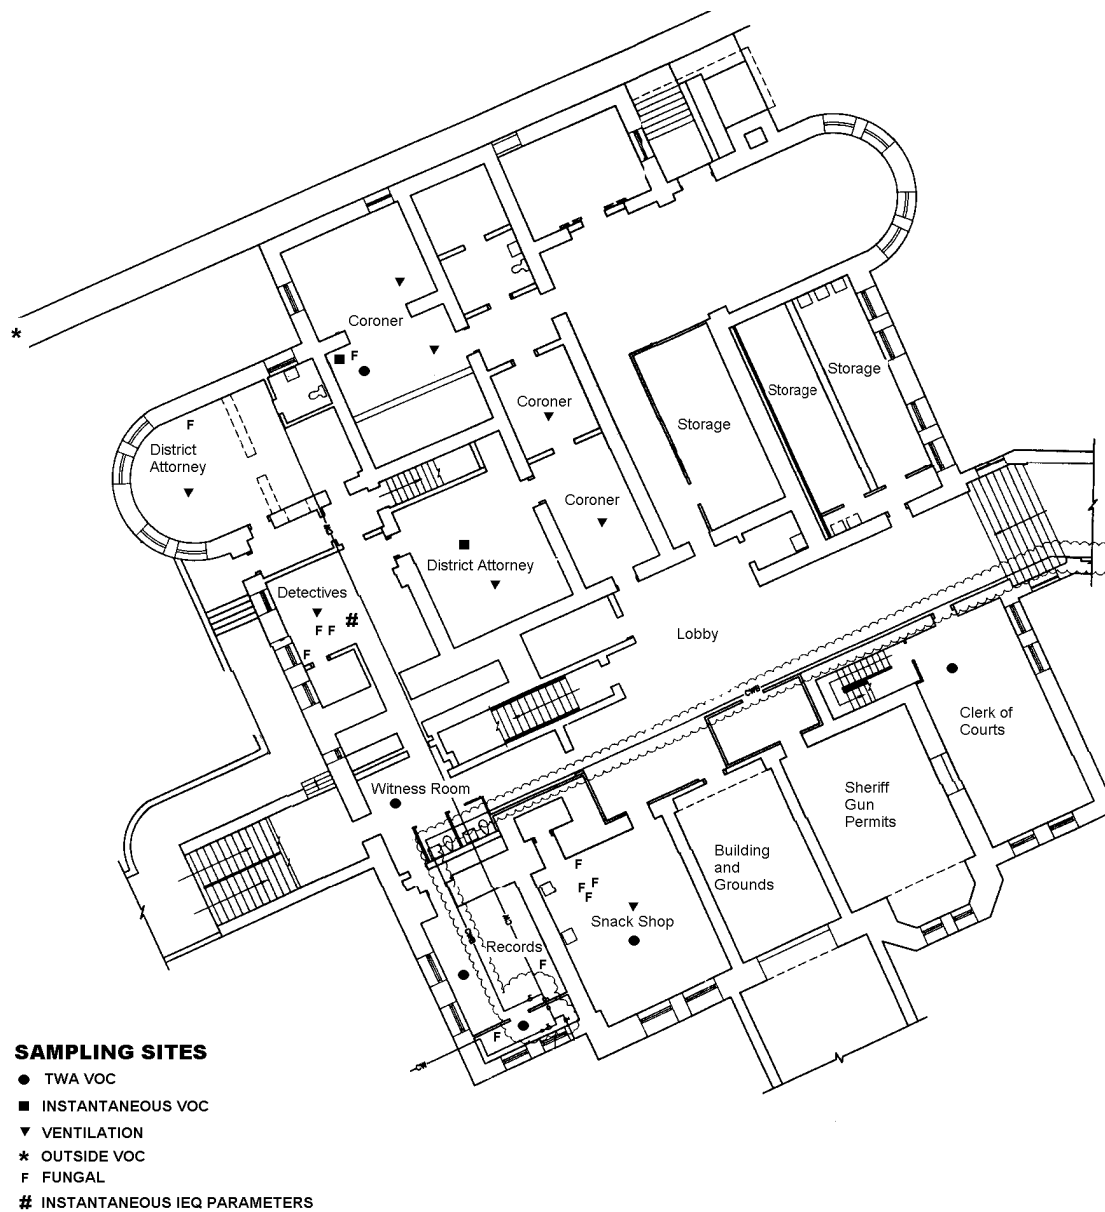 *
Coroner
F
Coroner
Storage
Storage
Storage
F
District
Attorney
Coroner
District Attorney
Detectives
F F
#
F
Lobby
Clerk of
Courts
Witness Room
Sheriff
Gun
Permits
Building
and
Grounds
F
F
F
F
Snack Shop
Records
F
F
SAMPLING SITES
TWA VOC
INSTANTANEOUS VOC
VENTILATION
* OUTSIDE VOC
F FUNGAL
# INSTANTANEOUS IEQ PARAMETERS